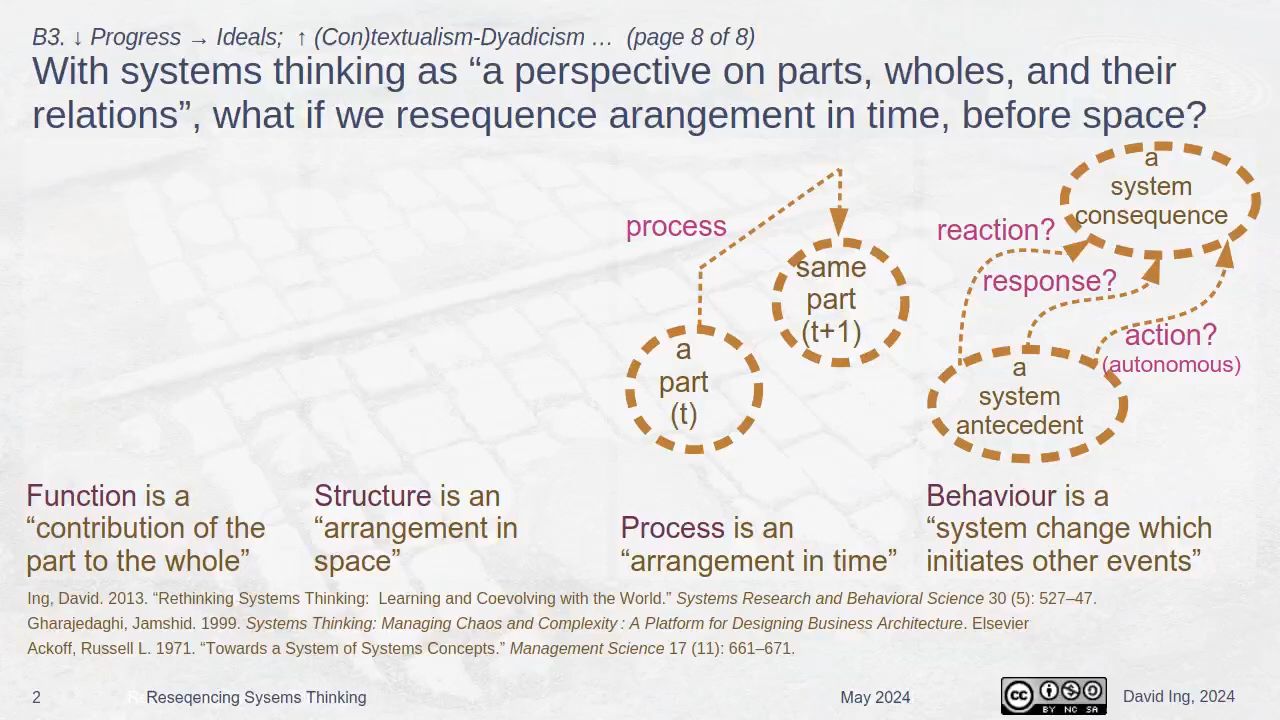 B3. ↓ Progress → Ideals;  ↑ (Con)textualism-Dyadicism …  (page 8 of 8)
With systems thinking as “a perspective on parts, wholes, and their
relations”, what if we resequence arangement in time, before space?
process
a
part
(t)
same
part
(t+1)
reaction?
response?
action?
(autonomous)
a
system
consequence
a
system
antecedent
Function is a
“contribution of the
part to the whole”
Structure is an
“arrangement in
space”
Process is an
“arrangement in time”
Behaviour is a
“system change which
initiates other events”
Ing, David. 2013. “Rethinking Systems Thinking:  Learning and Coevolving with the World.” Systems Research and Behavioral Science 30 (5): 527–47.
Gharajedaghi, Jamshid. 1999. Systems Thinking: Managing Chaos and Complexity : A Platform for Designing Business Architecture. Elsevier
Ackoff, Russell L. 1971. “Towards a System of Systems Concepts.” Management Science 17 (11): 661–671.
2
Reseqencing Sysems Thinking
May 2024
cc
BY NC SA
David Ing, 2024